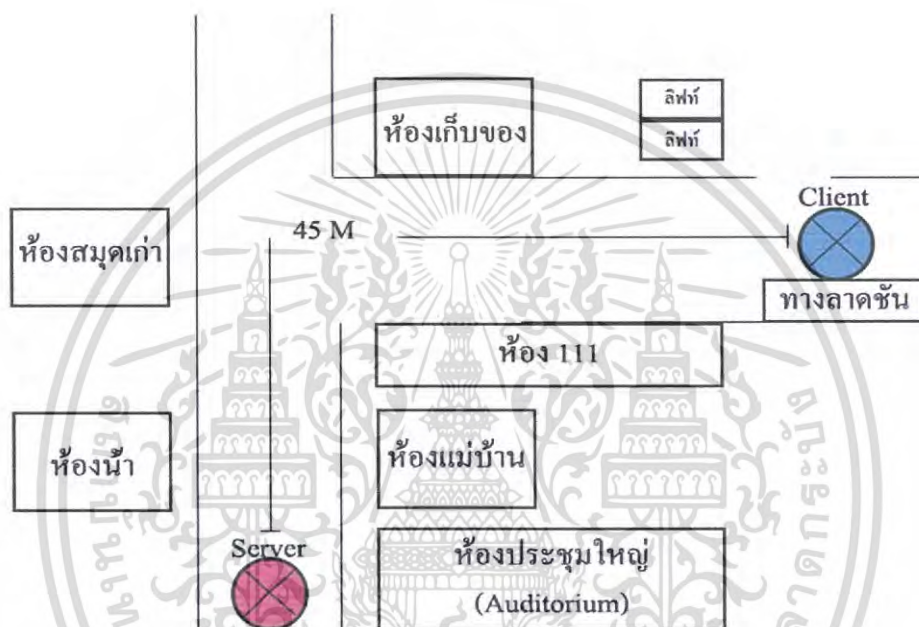 ลิฟท์
ห้องเก็บของ
ลิฟท์
Client
45 M
ห้องสมุดเก่า
ทางลาดชัน
ห้อง 111
ห้องน้ำ
ห้องแม่บ้าน
Server
ห้องประชุมใหญ่
(Auditorium)